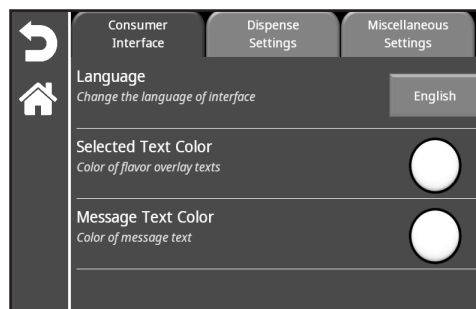 Consumer
Interface
Dispense
Settings
Miscellaneous
Settings
Language
Change the language of interface
English
Selected Text Color
Color of flavor overlay texts
Message Text Color
Color of message text